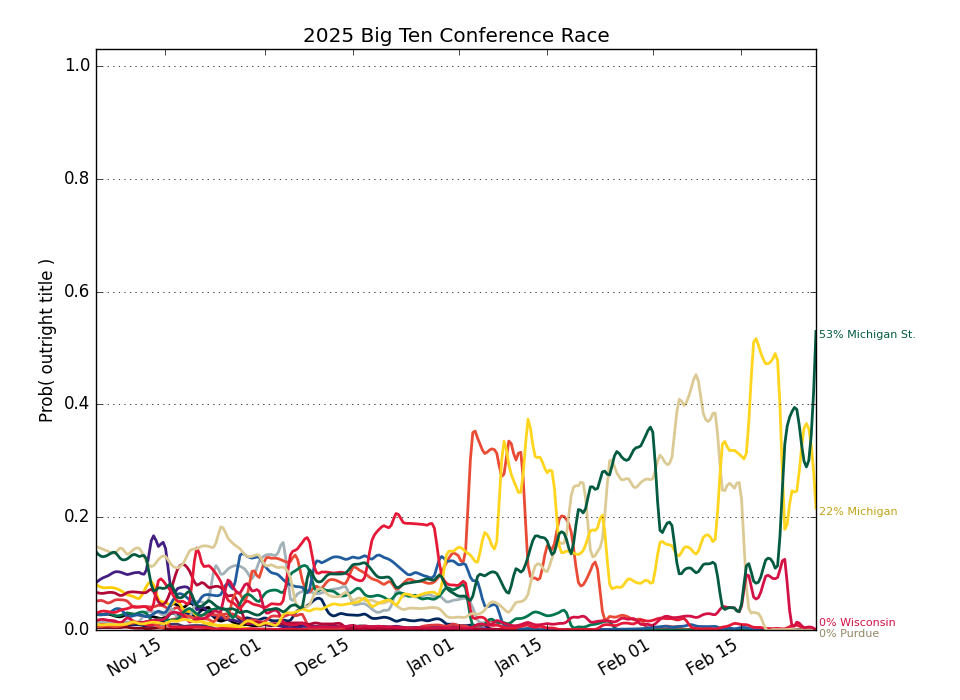 2025 Big Ten Conference Race
1.0
0.8
0.6
0.4
0.2
0.0
Prob( outright title )
53% Michigan St.
22% Michigan
0% Wisconsin
0% Purdue
Nov 15
Dec 01
Dec 15
Jan 01
Jan 15
Feb 01
Feb 15